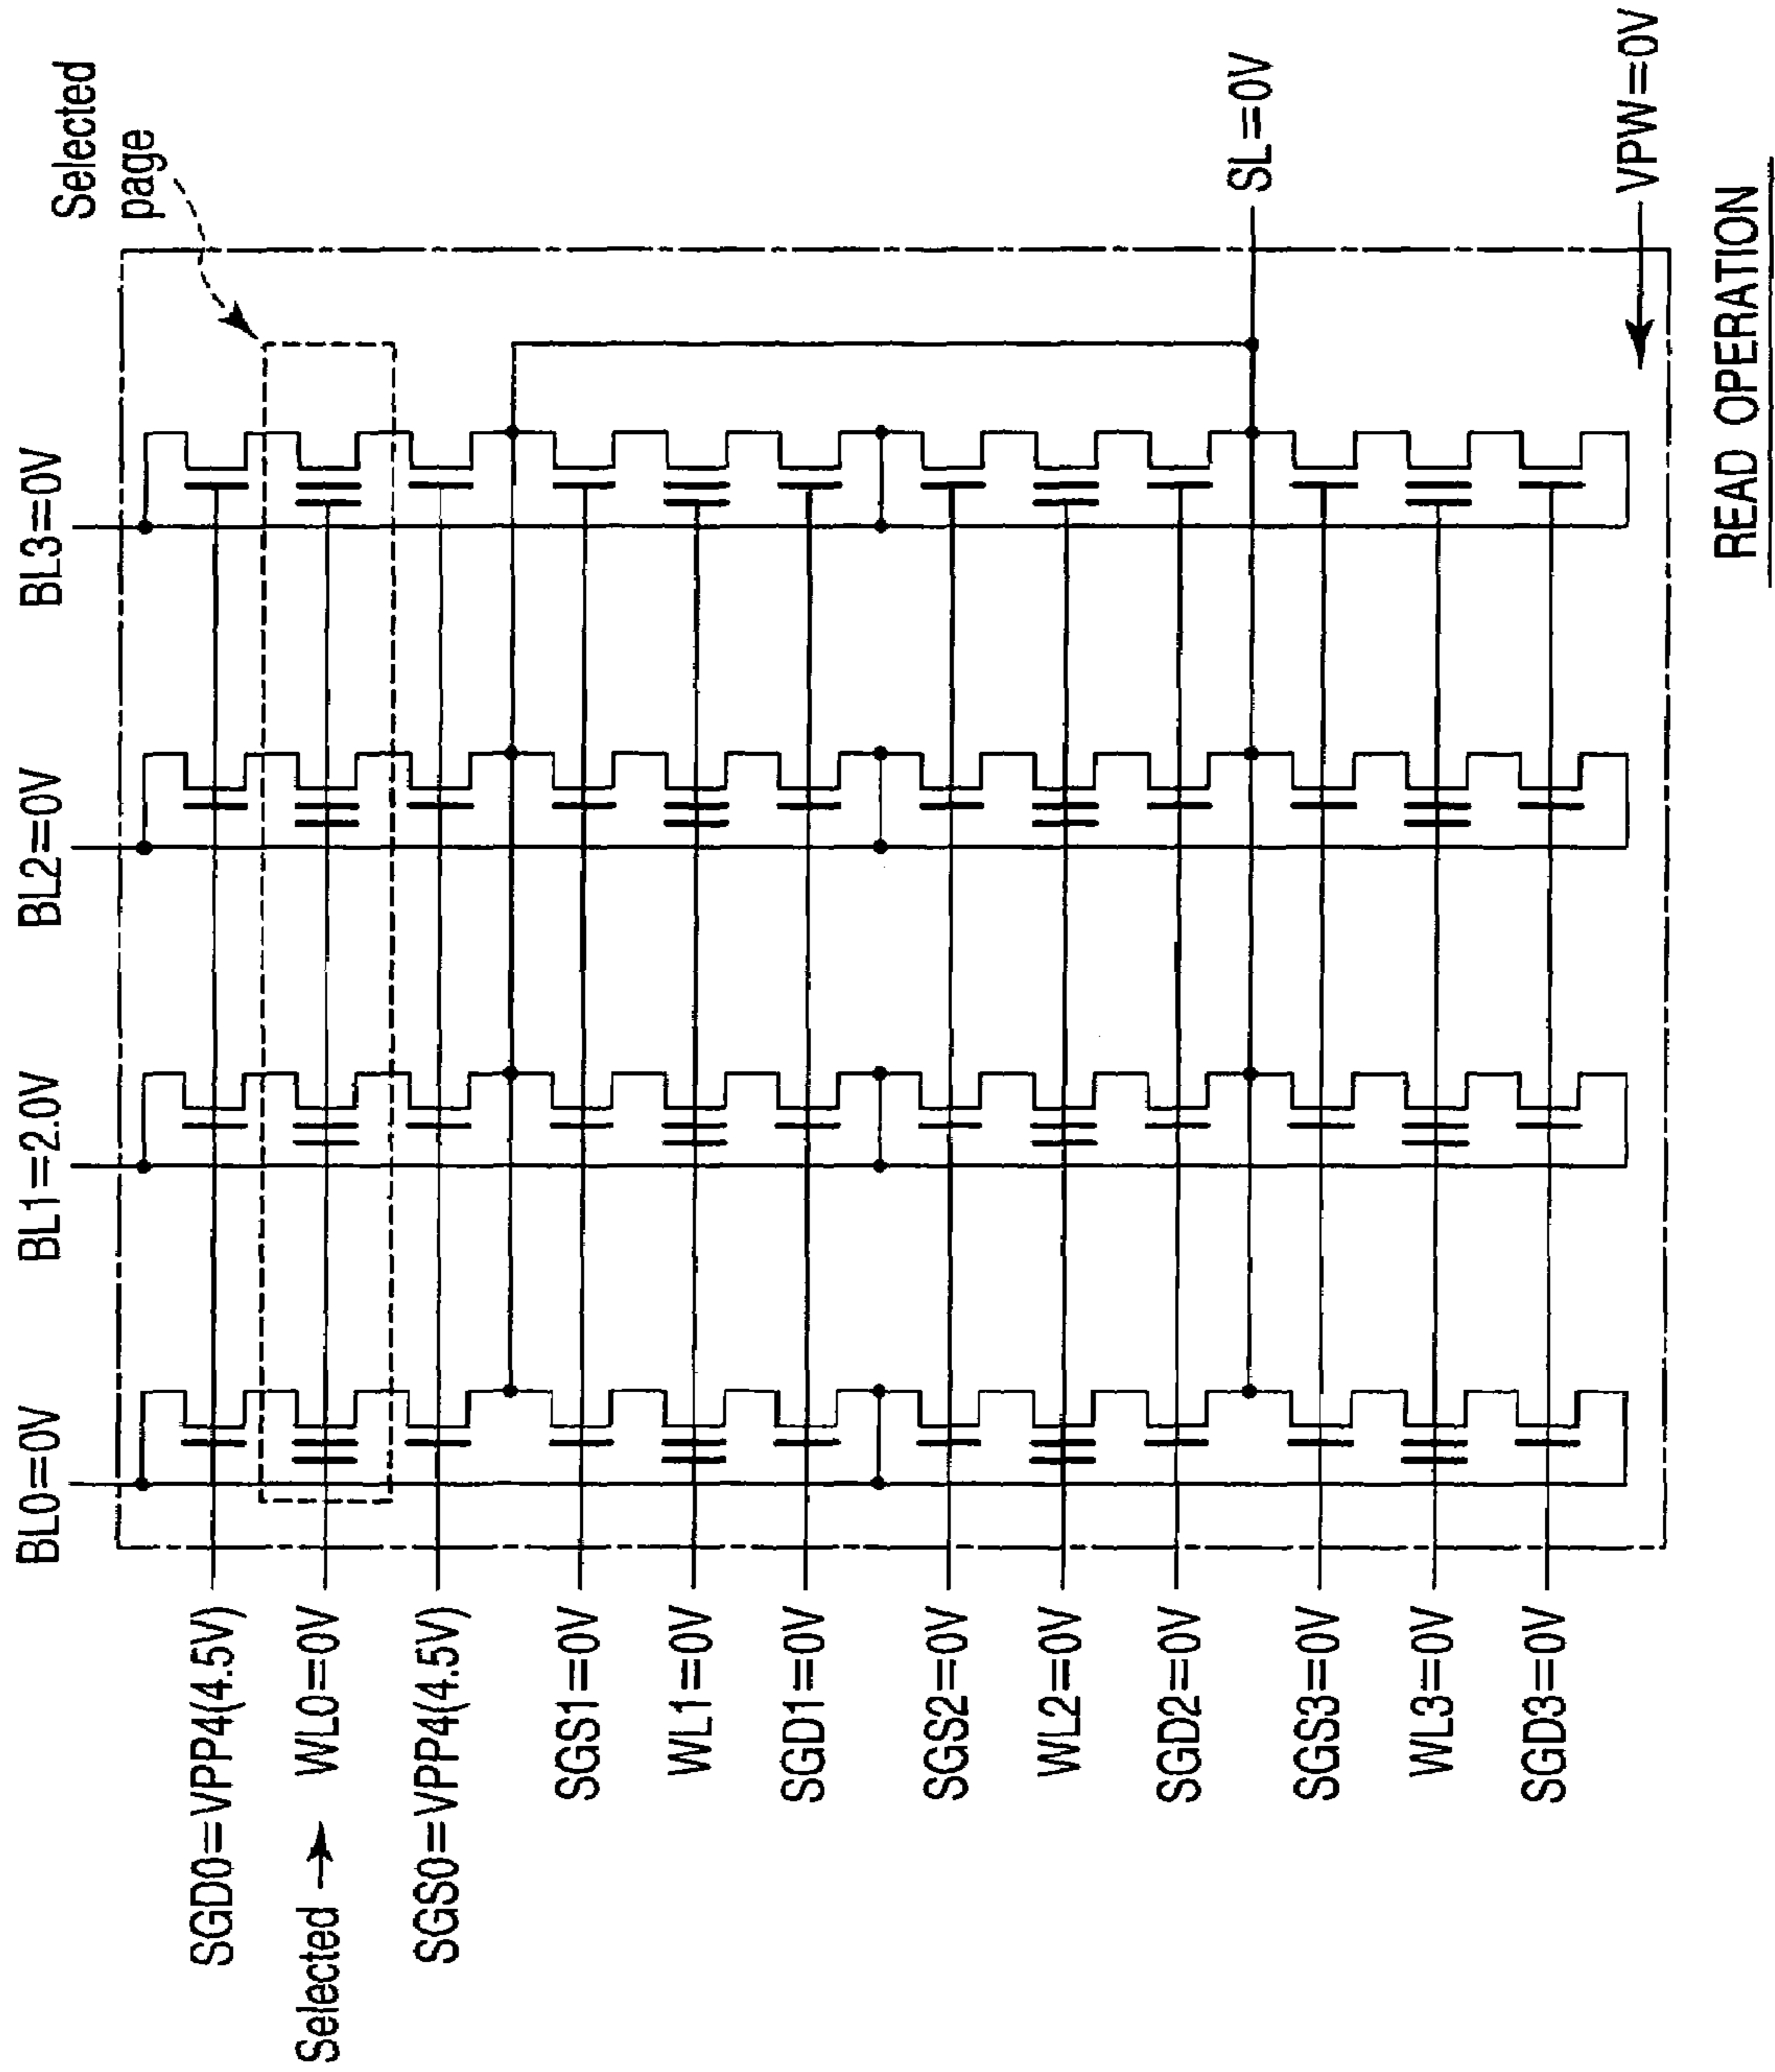 BL0=0V
BL1=2.0V
BL2=0V
BL3=0V
Selected
page
SGD0=VPP4(4.5V)
Selected → WL0=0V
SGS0=VPP4(4.5V)
SGS1=0V
WL1=0V
SGD1=0V
SGS2=0V
WL2=0V
SGD2=0V
SGS3=0V
WL3=0V
SGD3=0V
SL=0V
VPW=0V
READ OPERATION